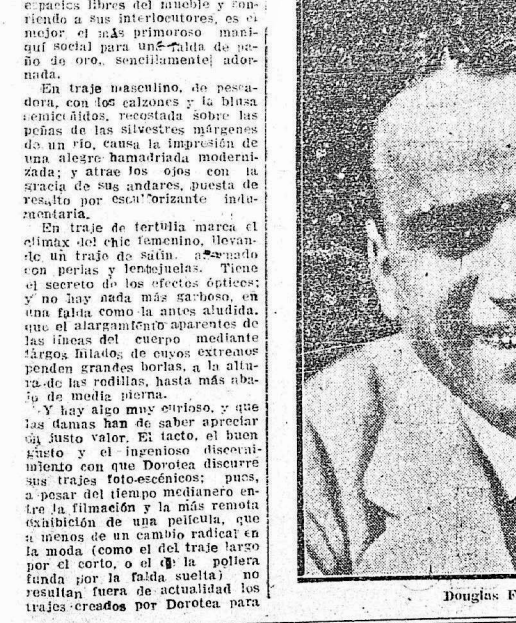 espacios libres del mueble y son-
riendo a sus interlocutores, es el
mejor el más primoroso mani-
quí social para una falda de pa-
ño de oro, sencillamente ador-
nada.
En traje masculino, de pesca-
dora, con los calzones y la blusa
semiceñidos, recostada sobre las
peñas de las silvestres márgenes
de un río, causa la impresión de
una alegre hamadriada moderni-
zada; y atrae los ojos con la
gracia de sus andares, puesta de
resalto por escultorizante indu-
mentaria.
En traje de tertulia marca el
climax del chic femenino, llevan-
do un traje de satin, adornado
con perlas y lentejuelas. Tiene
el secreto de los efectos ópticos;
y no hay nada más garboso, en
una falda como la antes aludida,
que el alargamiento aparentes de
las líneas del cuerpo mediante
largos hilados de cuyos extremos
penden grandes borlas, a la altu-
ra de las rodillas, hasta más aba-
jo de media pierna.
Y hay algo muy curioso, y que
las damas han de saber apreciar
en justo valor. El tacto, el buen
gusto y el ingenioso discerni-
miento con que Dorotea discurre
sus trajes foto-escénicos; pues,
a pesar del tiempo medianero en-
tre la filmación y la más remota
exhibición de una película, que
a menos de un cambio radical en
la moda (como el del traje largo
por el corto, o el de la pollera
funda por la falda suelta) no
resultan fuera de actualidad los
trajes creados por Dorotea para
Douglas F